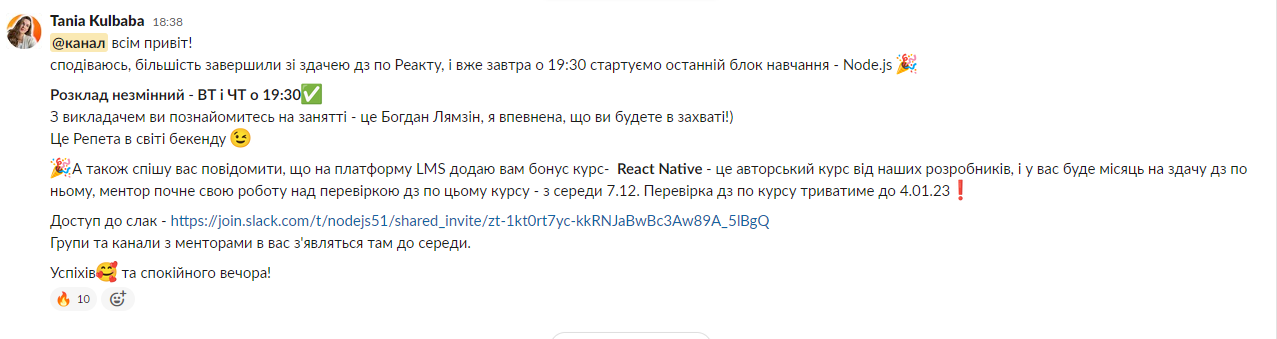 Tania Kulbaba 18:38
@канал всім привіт!
сподіваюсь, більшість завершили зі здачею дз по Реакту, і вже завтра о 19:30 стартуємо останній блок навчання - Node.js 🎉
Розклад незмінний - ВТ і ЧТ о 19:30✅
З викладачем ви познайомитесь на занятті - це Богдан Лямзін, я впевнена, що ви будете в захваті!)
Це Репета в світі бекенду 😉
🎉А також спішу вас повідомити, що на платформу LMS додаю вам бонус курс- React Native - це авторський курс від наших розробників, і у вас буде місяць на здачу дз по
ньому, ментор почне свою роботу над перевіркою дз по цьому курсу - з середи 7.12. Перевірка дз по курсу триватиме до 4.01.23❗
Доступ до слак - https://join.slack.com/t/nodejs51/shared_invite/zt-1kt0rt7yc-kkRNJaBwBc3Aw89A_5lBgQ
Групи та канали з менторами в вас з'являться там до середи.
Успіхів🥰 та спокійного вечора!
🔥 10